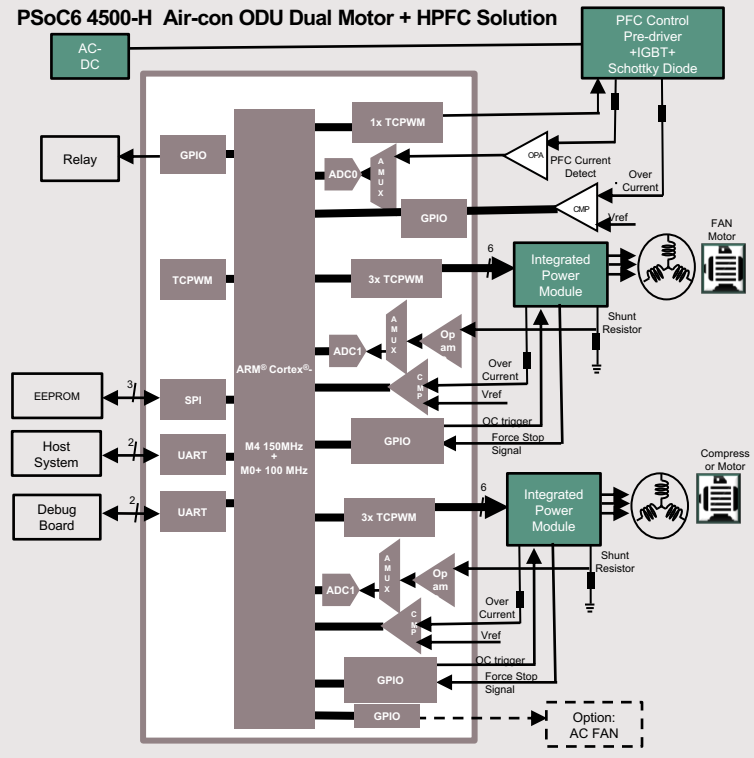 PSoC6 4500-H  Air-con ODU Dual Motor + HPFC Solution
AC-
DC
PFC Control
Pre-driver
+IGBT+
Schottky Diode
1x TCPWM
Relay
GPIO
ADC0
A
M
U
X
OPA
PFC Current
Detect
Over
Current
GPIO
CMP
Vref
FAN
Motor
TCPWM
3x TCPWM
6
Integrated
Power
Module
Shunt
Resistor
ADC1
A
M
U
X
Op
am
ARM® Cortex®-
M4 150MHz
+
M0+ 100 MHz
C
M
P
Over
Current
Vref
EEPROM
3
SPI
OC trigger
Host
System
2
UART
GPIO
Force Stop
Signal
Debug
Board
2
UART
3x TCPWM
6
Integrated
Power
Module
Compress
or Motor
Shunt
Resistor
ADC1
A
M
U
X
Op
am
C
M
P
Over
Current
Vref
OC trigger
GPIO
Force Stop
Signal
GPIO
Option:
AC FAN